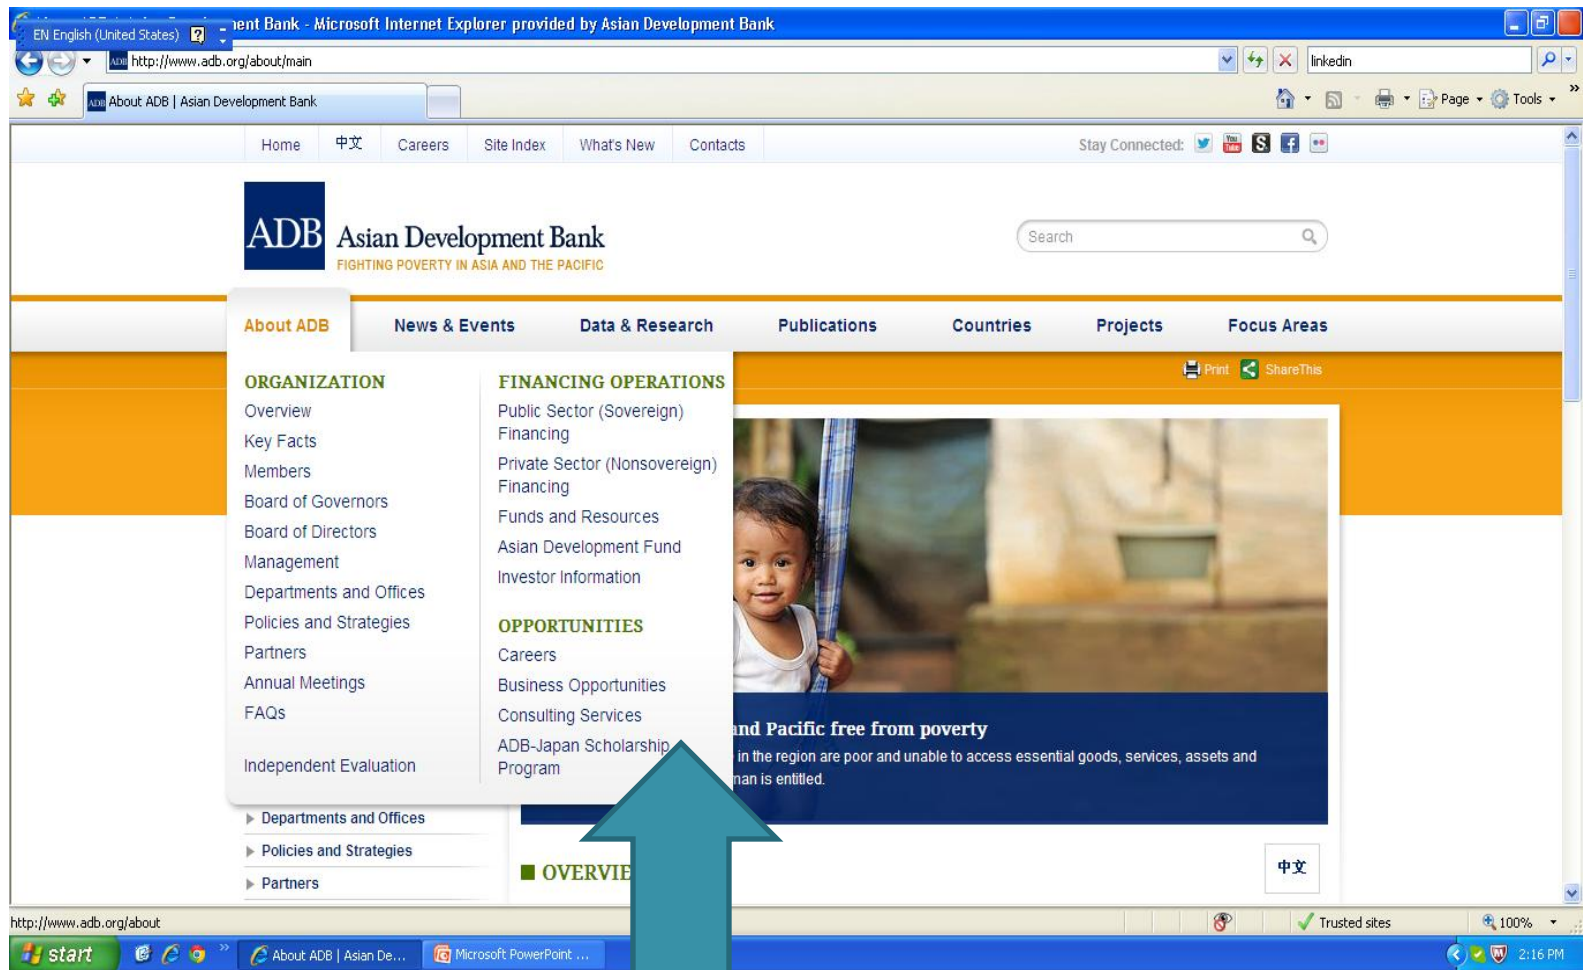 ent Bank - Microsoft Internet Explorer provided by Asian Development Bank
EN English (United States)
http://www.adb.org/about/main
linkedin
About ADB | Asian Development Bank
Page
Tools
Home 中文 Careers Site Index What's New Contacts
Stay Connected:
You Tube
ADB
Asian Development Bank
FIGHTING POVERTY IN ASIA AND THE PACIFIC
Search
About ADB News & Events Data & Research Publications Countries Projects Focus Areas
Print ShareThis
ORGANIZATION
Overview
Key Facts
Members
Board of Governors
Board of Directors
Management
Departments and Offices
Policies and Strategies
Partners
Annual Meetings
FAQs
Independent Evaluation
FINANCING OPERATIONS
Public Sector (Sovereign)
Financing
Private Sector (Nonsovereign)
Financing
Funds and Resources
Asian Development Fund
Investor Information
OPPORTUNITIES
Careers
Business Opportunities
Consulting Services
ADB-Japan Scholarship
Program
and Pacific free from poverty
in the region are poor and unable to access essential goods, services, assets and
man is entitled.
Departments and Offices
Policies and Strategies
Partners
OVERVIE
中文
http://www.adb.org/about
Trusted sites
100%
start
About ADB | Asian De...
Microsoft PowerPoint ...
2:16 PM